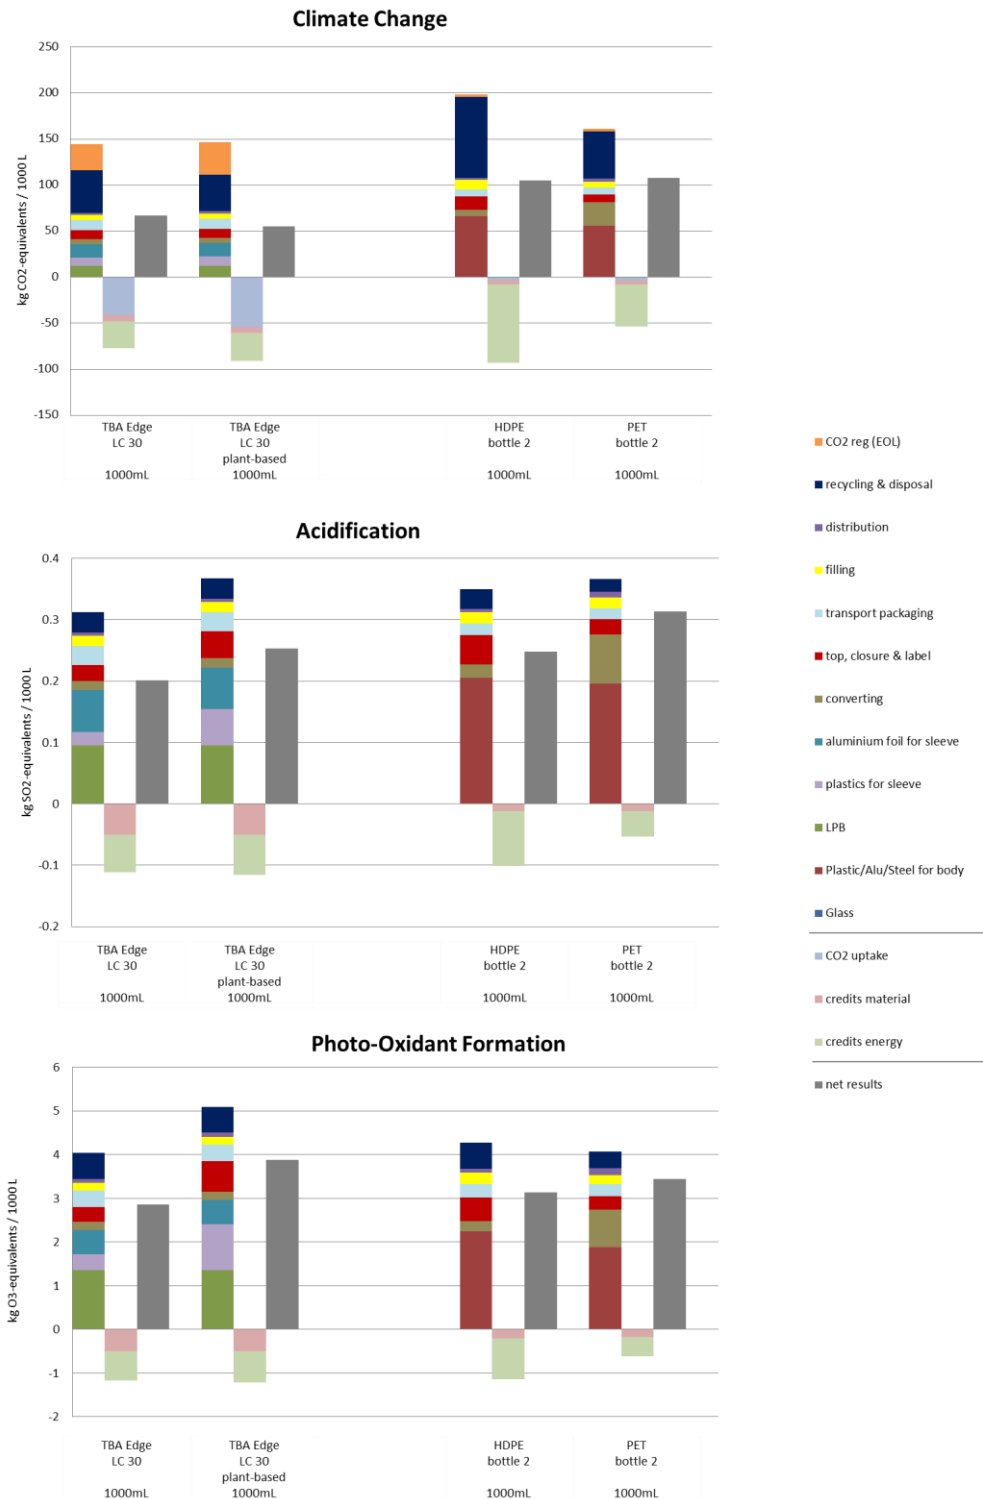 Climate Change
kg CO2-equivalents / 1000 L
250
200
150
100
50
0
-50
-100
-150
TBA Edge
LC 30
1000mL
TBA Edge
LC 30
plant-based
1000mL
HDPE
bottle 2
1000mL
PET
bottle 2
1000mL
Acidification
kg SO2-equivalents / 1000 L
0.4
0.3
0.2
0.1
0
-0.1
-0.2
TBA Edge
LC 30
1000mL
TBA Edge
LC 30
plant-based
1000mL
HDPE
bottle 2
1000mL
PET
bottle 2
1000mL
Photo-Oxidant Formation
kg O3-equivalents / 1000 L
6
5
4
3
2
1
0
-1
-2
TBA Edge
LC 30
1000mL
TBA Edge
LC 30
plant-based
1000mL
HDPE
bottle 2
1000mL
PET
bottle 2
1000mL
CO2 reg (EOL)
recycling & disposal
distribution
filling
transport packaging
top, closure & label
converting
aluminium foil for sleeve
plastics for sleeve
LPB
Plastic/Alu/Steel for body
Glass
CO2 uptake
credits material
credits energy
net results